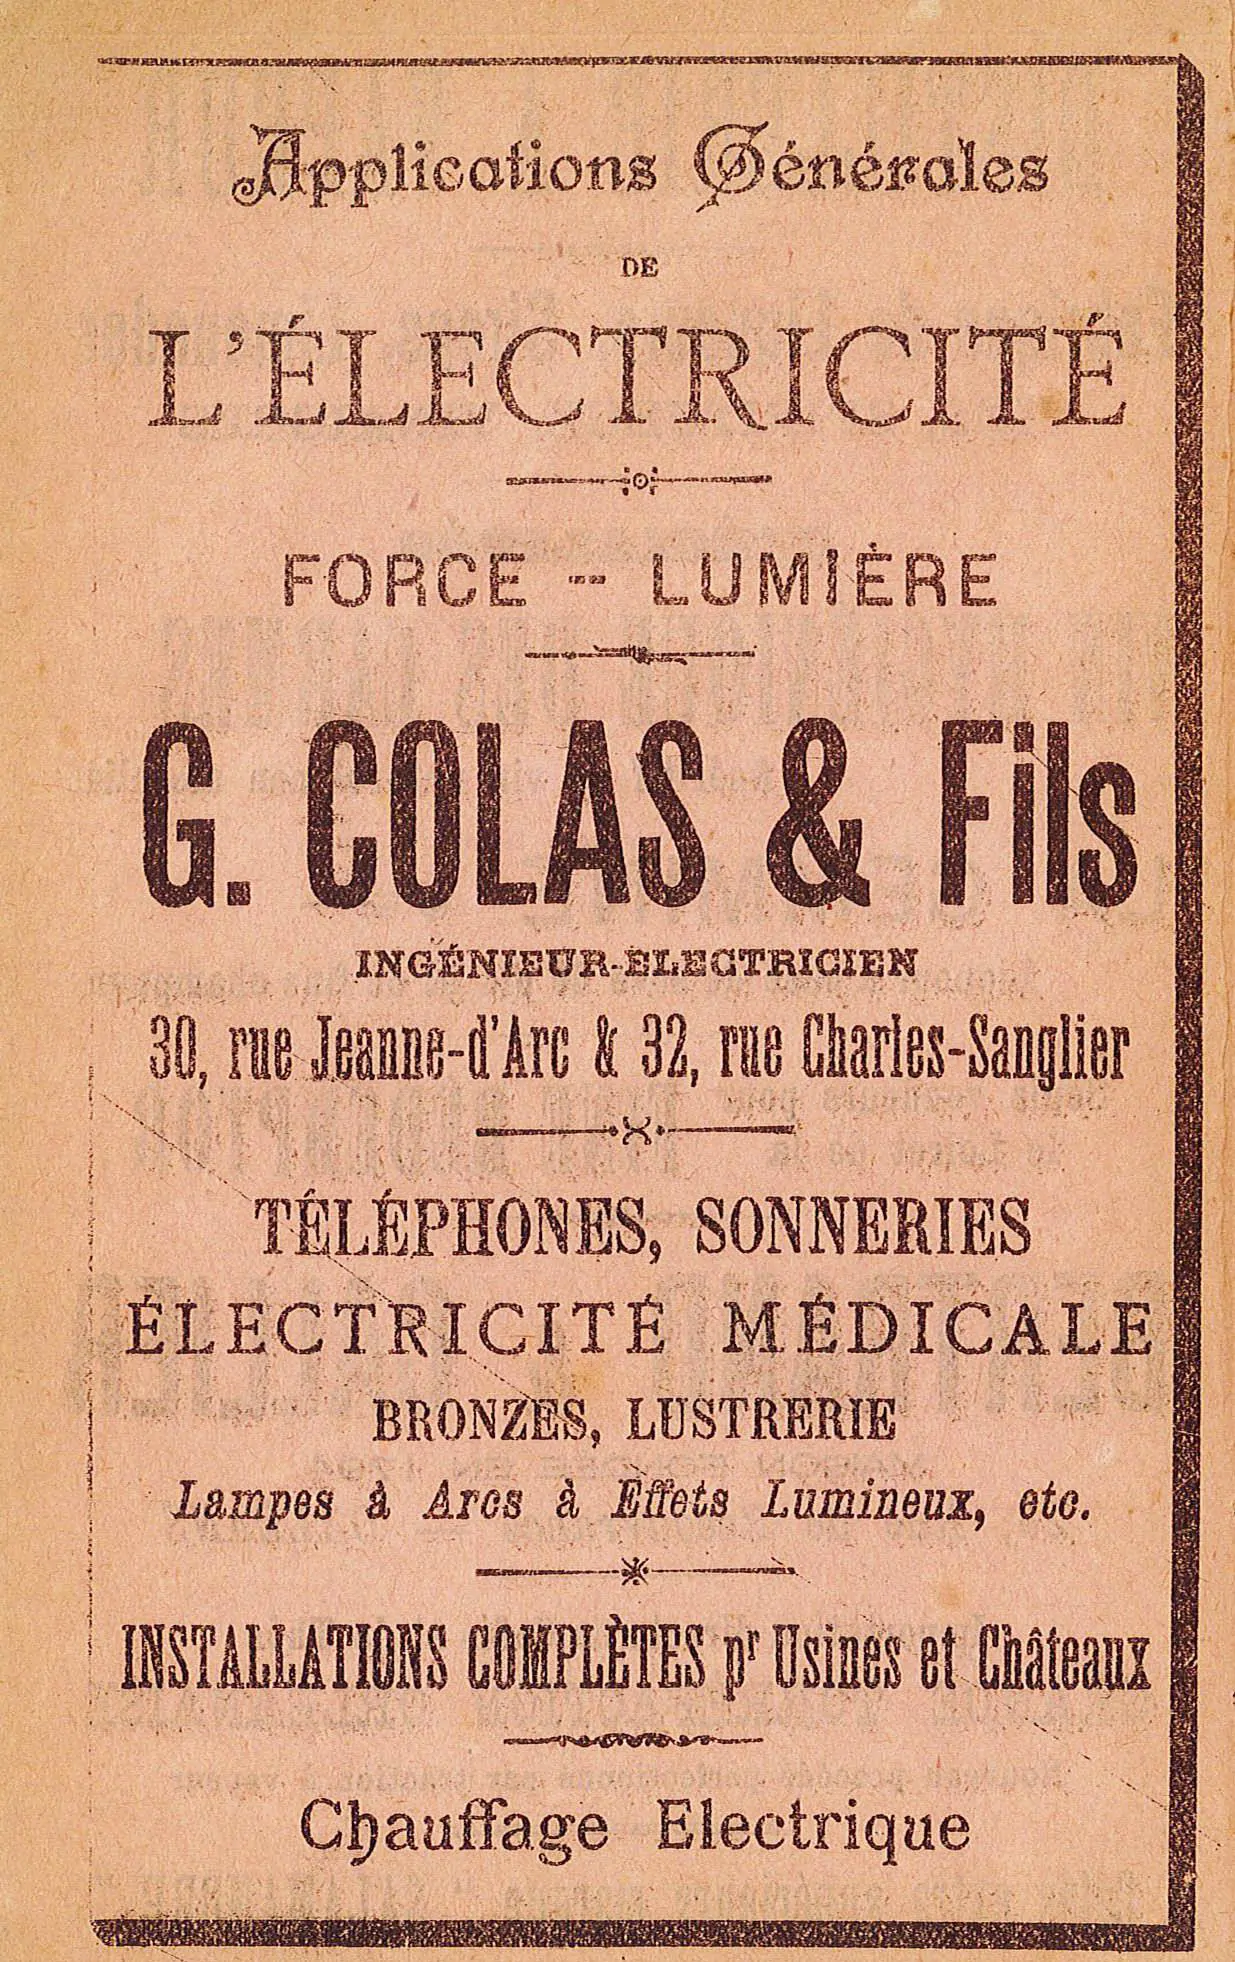 Applications Générales
DE
L'ÉLECTRICITÉ
FORCE -- LUMIÈRE
G. COLAS & Fils
INGÉNIEUR-ELECTRICIEN
30, rue Jeanne-d'Arc & 32, rue Charles-Sanglier
TÉLÉPHONES, SONNERIES
ÉLECTRICITÉ MÉDICALE
BRONZES, LUSTRERIE
Lampes à Arcs à Effets Lumineux, etc.
INSTALLATIONS COMPLÈTES pr Usines et Châteaux
Chauffage Electrique